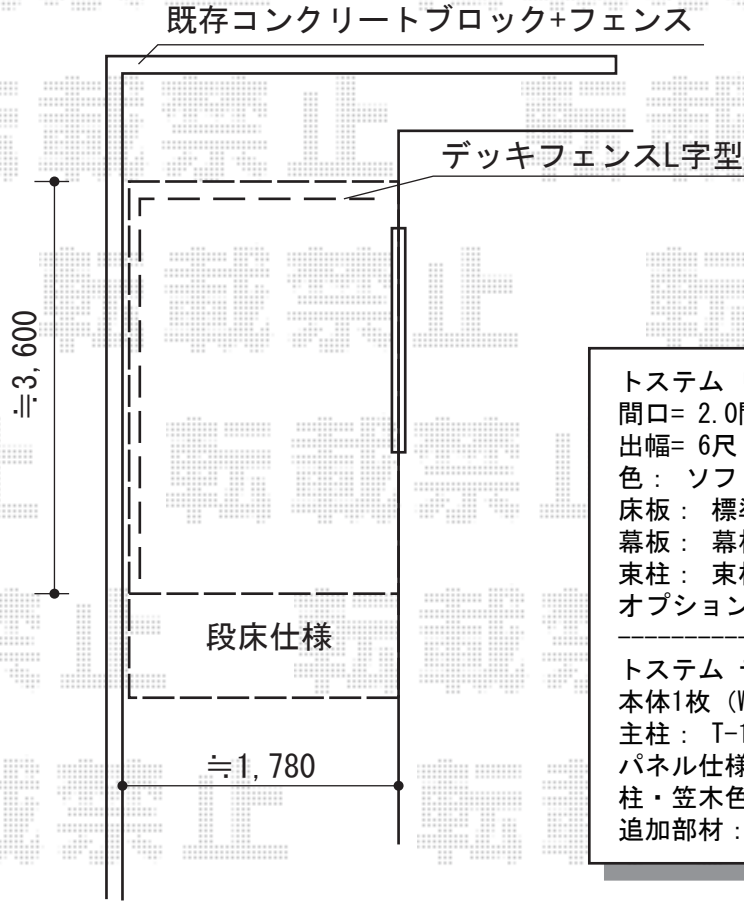 既存コンクリートブロック+フェンス
デッキフェンスL字型
≒3,600
段床仕様
≒1,780
トステム
間口= 2.0
出幅= 6尺
色： ソフ
床板： 標
幕板： 幕
束柱： 束
オプション
トステム
本体1枚 (W
主柱： T-1
パネル仕様
柱・笠木色
追加部材：
転載禁止